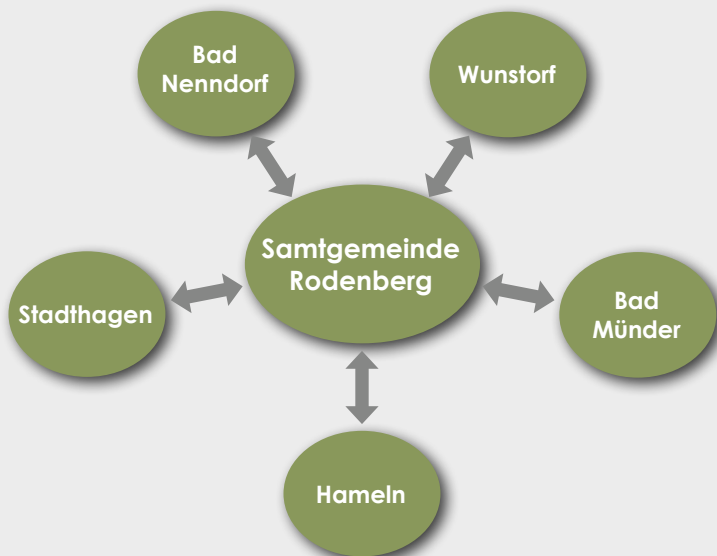 Bad
Nenndorf
Wunstorf
Samtgemeinde
Rodenberg
Stadthagen
Bad
Münder
Hameln